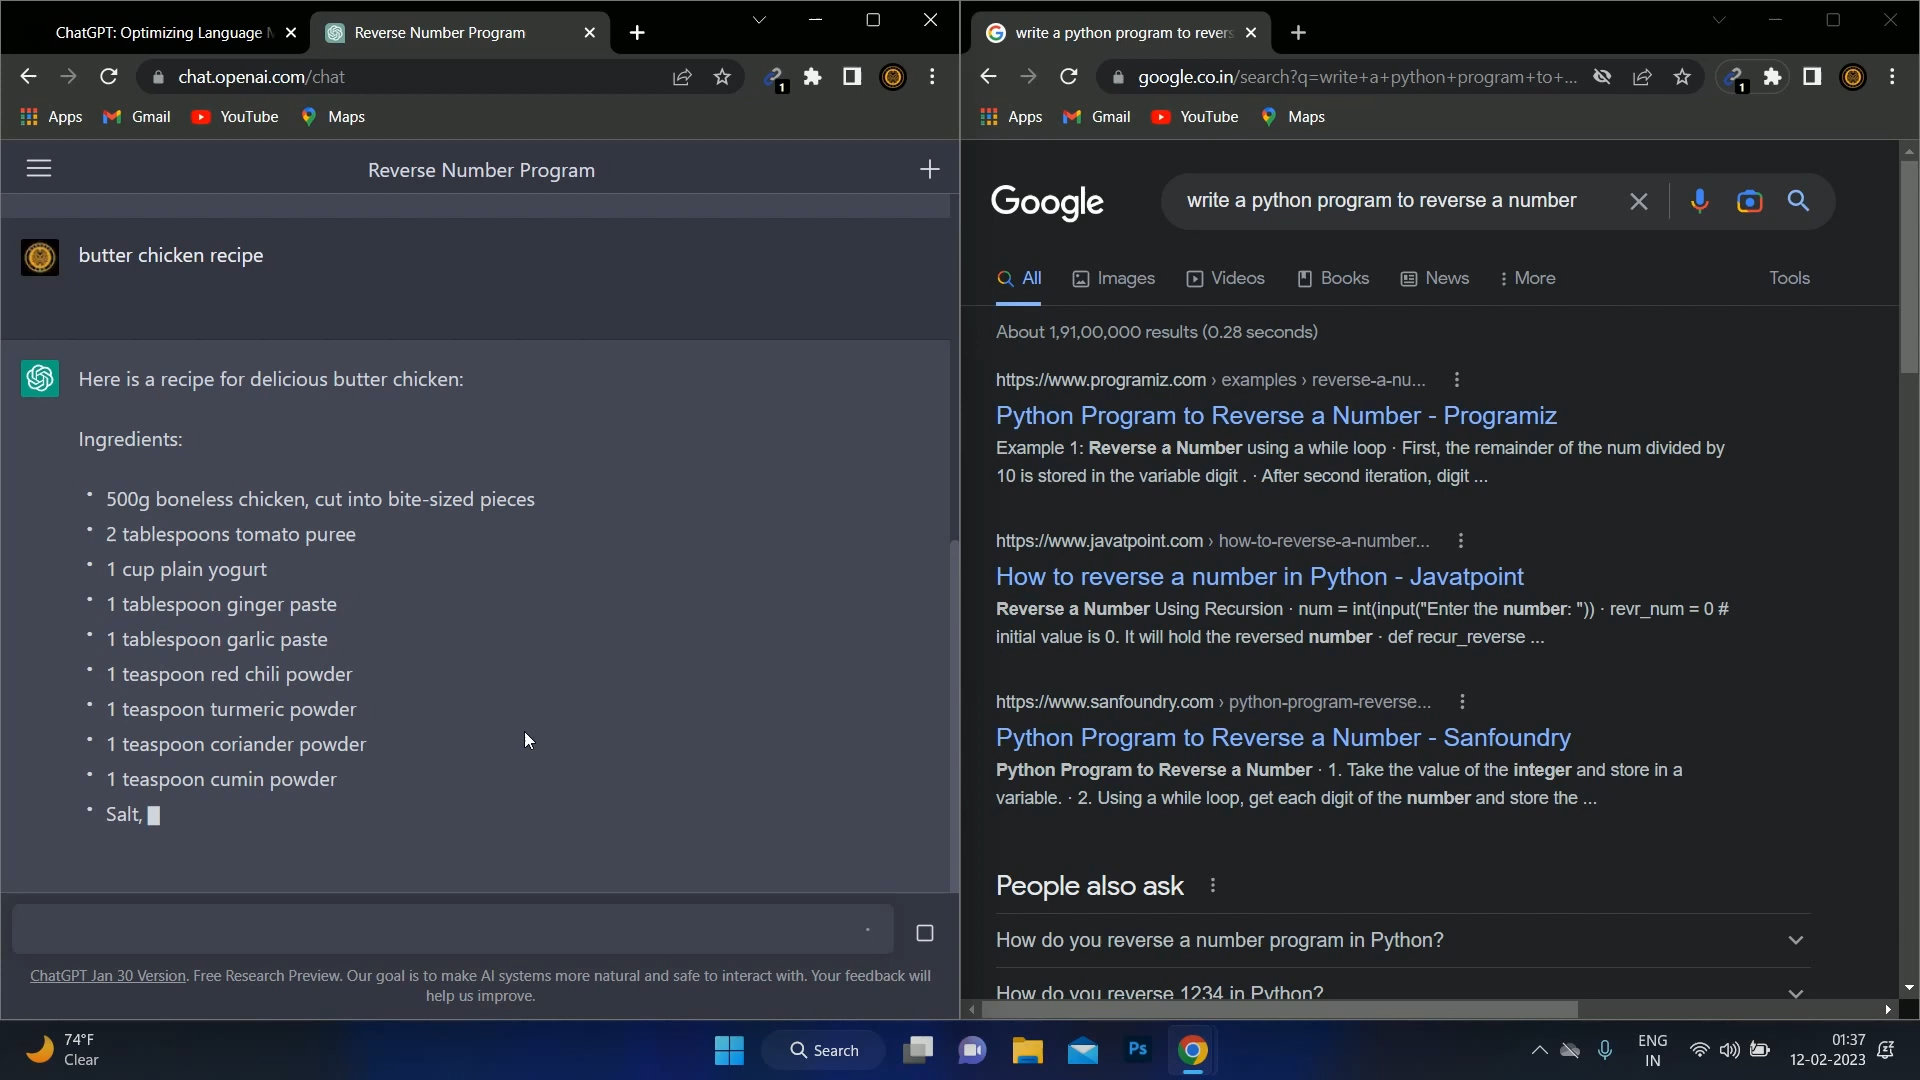 ChatGPT: Optimizing Language
Reverse Number Program
chat.openai.com/chat
1
Apps
Gmail
YouTube
Maps
Reverse Number Program
butter chicken recipe
Here is a recipe for delicious butter chicken:
Ingredients:
500g boneless chicken, cut into bite-sized pieces
2 tablespoons tomato puree
1 cup plain yogurt
1 tablespoon ginger paste
1 tablespoon garlic paste
1 teaspoon red chili powder
1 teaspoon turmeric powder
1 teaspoon coriander powder
1 teaspoon cumin powder
Salt,
ChatGPT Jan 30 Version. Free Research Preview. Our goal is to make AI systems more natural and safe to interact with. Your feedback will
help us improve.
write a python program to revers
google.co.in/search?q=write+a+python+program+to+...
1
Apps
Gmail
YouTube
Maps
Google
write a python program to reverse a number
All
Images
Videos
Books
News
More
Tools
About 1,91,00,000 results (0.28 seconds)
https://www.programiz.com › examples › reverse-a-nu...
Python Program to Reverse a Number - Programiz
Example 1: Reverse a Number using a while loop · First, the remainder of the num divided by
10 is stored in the variable digit . · After second iteration, digit ...
https://www.javatpoint.com › how-to-reverse-a-number...
How to reverse a number in Python - Javatpoint
Reverse a Number Using Recursion · num = int(input("Enter the number: ")) · revr_num = 0 #
initial value is 0. It will hold the reversed number · def recur_reverse ...
https://www.sanfoundry.com › python-program-reverse...
Python Program to Reverse a Number - Sanfoundry
Python Program to Reverse a Number · 1. Take the value of the integer and store in a
variable. · 2. Using a while loop, get each digit of the number and store the ...
People also ask
How do you reverse a number program in Python?
How do you reverse 1234 in Python?
74°F
Clear
Search
Ps
ENG
IN
01:37
12-02-2023